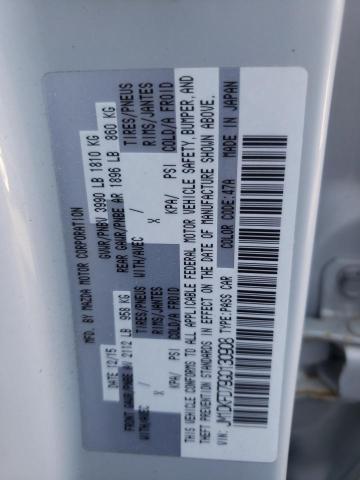 MFD. BY MAZDA MOTOR CORPORATION
DATE 12/15 GVWR/PNBV 3990 LB 1810 KG
FRONT GAWR/PNBE AV 2112 LB 958 KG REAR GAWR/PNBE AR 1896 LB 860 KG
TIRES/PNEUS TIRES/PNEUS
WITH/AVEC / X RIMS/JANTES WITH/AVEC / X RIMS/JANTES
KPA/ PSI COLD/A FROID KPA/ PSI COLD/A FROID
THIS VEHICLE CONFORMS TO ALL APPLICABLE FEDERAL MOTOR VEHICLE SAFETY, BUMPER, AND
THEFT PREVENTION STANDARDS IN EFFECT ON THE DATE OF MANUFACTURE SHOWN ABOVE.
VIN: JM1DKFD79G0130908 TYPE:PASS CAR COLOR CODE:47A MADE IN JAPAN